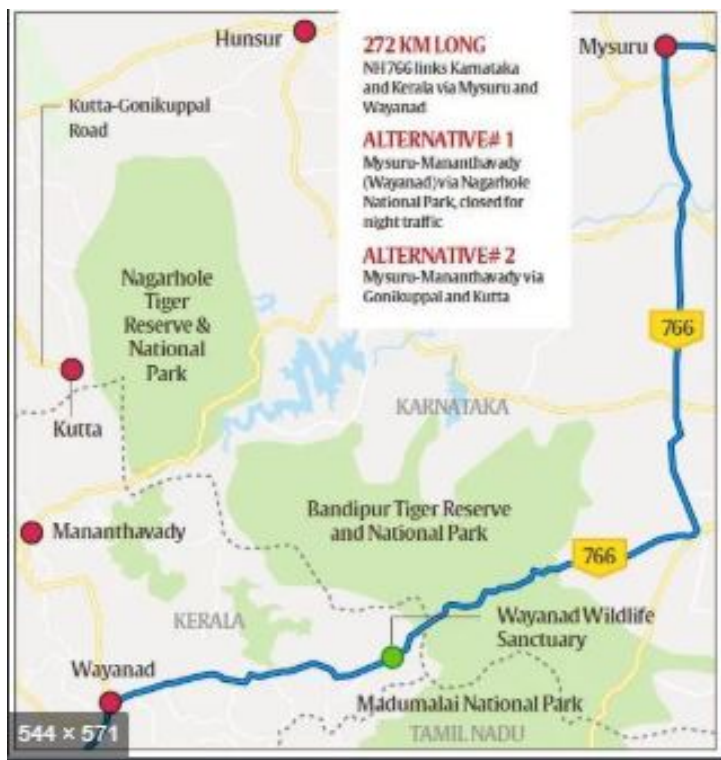 Hunsur
272 KM LONG
NH766 links Karnataka
and Kerala via Mysuru and
Wayanad
ALTERNATIVE# 1
Mysuru-Mananthavady
(Wayanad) via Nagarhole
National Park, closed for
night traffic
ALTERNATIVE# 2
Mysuru-Mananthavady via
Gonikuppal and Kutta
Mysuru
Kutta-Gonikuppal
Road
Nagarhole
Tiger
Reserve &
National
Park
766
KARNATAKA
Kutta
Bandipur Tiger Reserve
and National Park
Mananthavady
766
KERALA
Wayanad Wildlife
Sanctuary
Wayanad
Madumalai National Park
TAMIL NADU
544 × 571